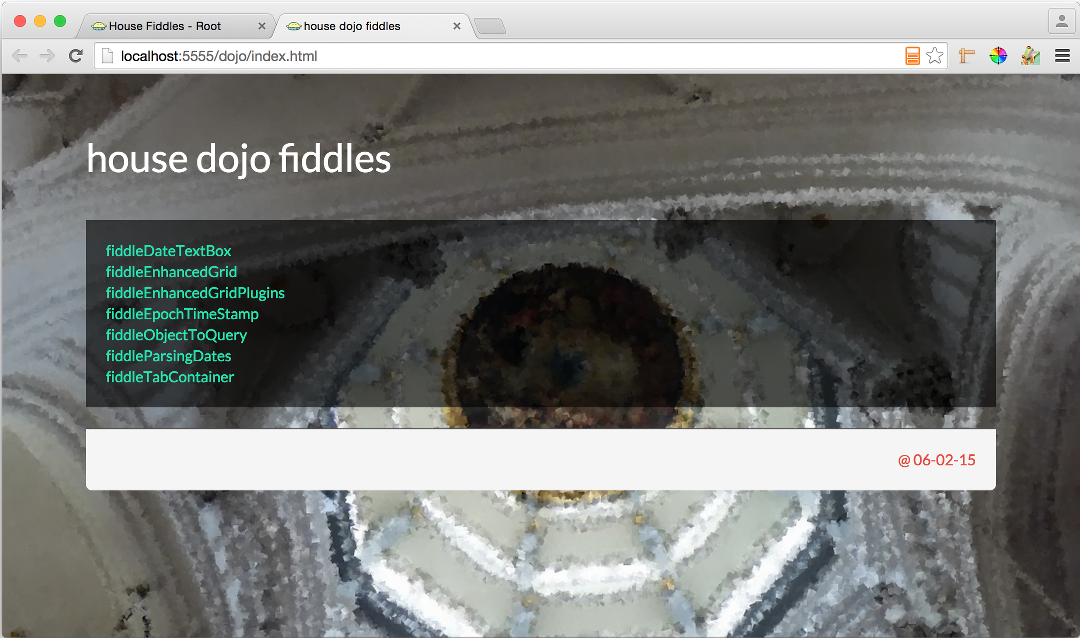 House Fiddles - Root
house dojo fiddles
localhost:5555/dojo/index.html
house dojo fiddles
fiddleDateTextBox
fiddleEnhancedGrid
fiddleEnhancedGridPlugins
fiddleEpochTimeStamp
fiddleObjectToQuery
fiddleParsingDates
fiddleTabContainer
@ 06-02-15